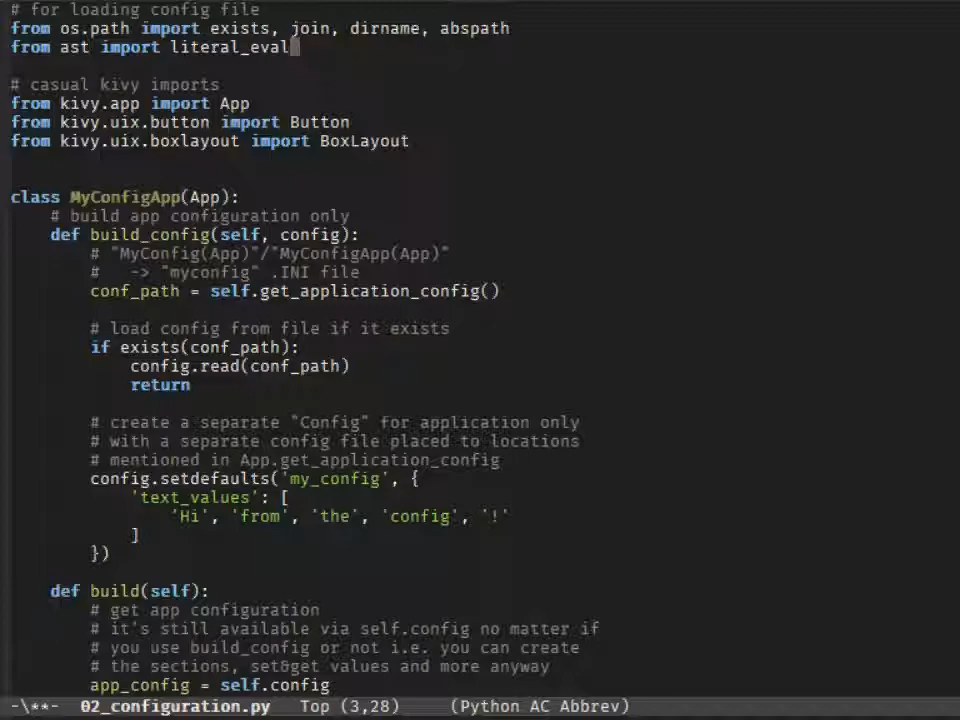 # for loading config file
from os.path import exists, join, dirname, abspath
from ast import literal_eval
# casual kivy imports
from kivy.app import App
from kivy.uix.button import Button
from kivy.uix.boxlayout import BoxLayout
class MyConfigApp(App):
# build app configuration only
def build_config(self, config):
# "MyConfig(App)"/"MyConfigApp(App)"
# -> "myconfig" .INI file
conf_path = self.get_application_config()
# load config from file if it exists
if exists(conf_path):
config.read(conf_path)
return
# create a separate "Config" for application only
# with a separate config file placed to locations
# mentioned in App.get_application_config
config.setdefaults('my_config', {
'text_values': [
'Hi', 'from', 'the', 'config', '!'
]
})
def build(self):
# get app configuration
# it's still available via self.config no matter if
# you use build_config or not i.e. you can create
# the sections, set&get values and more anyway
app_config = self.config
-\**- 02_configuration.py Top (3,28) (Python AC Abbrev)